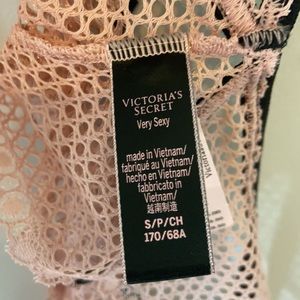 VICTORIA'S
SECRET
Very Sexy
made in Vietnam/
fabriqué au Vietnam/
hecho en Vietnam/
fabbricato in
Vietnam/
越南制造
S/P/CH
170/68A